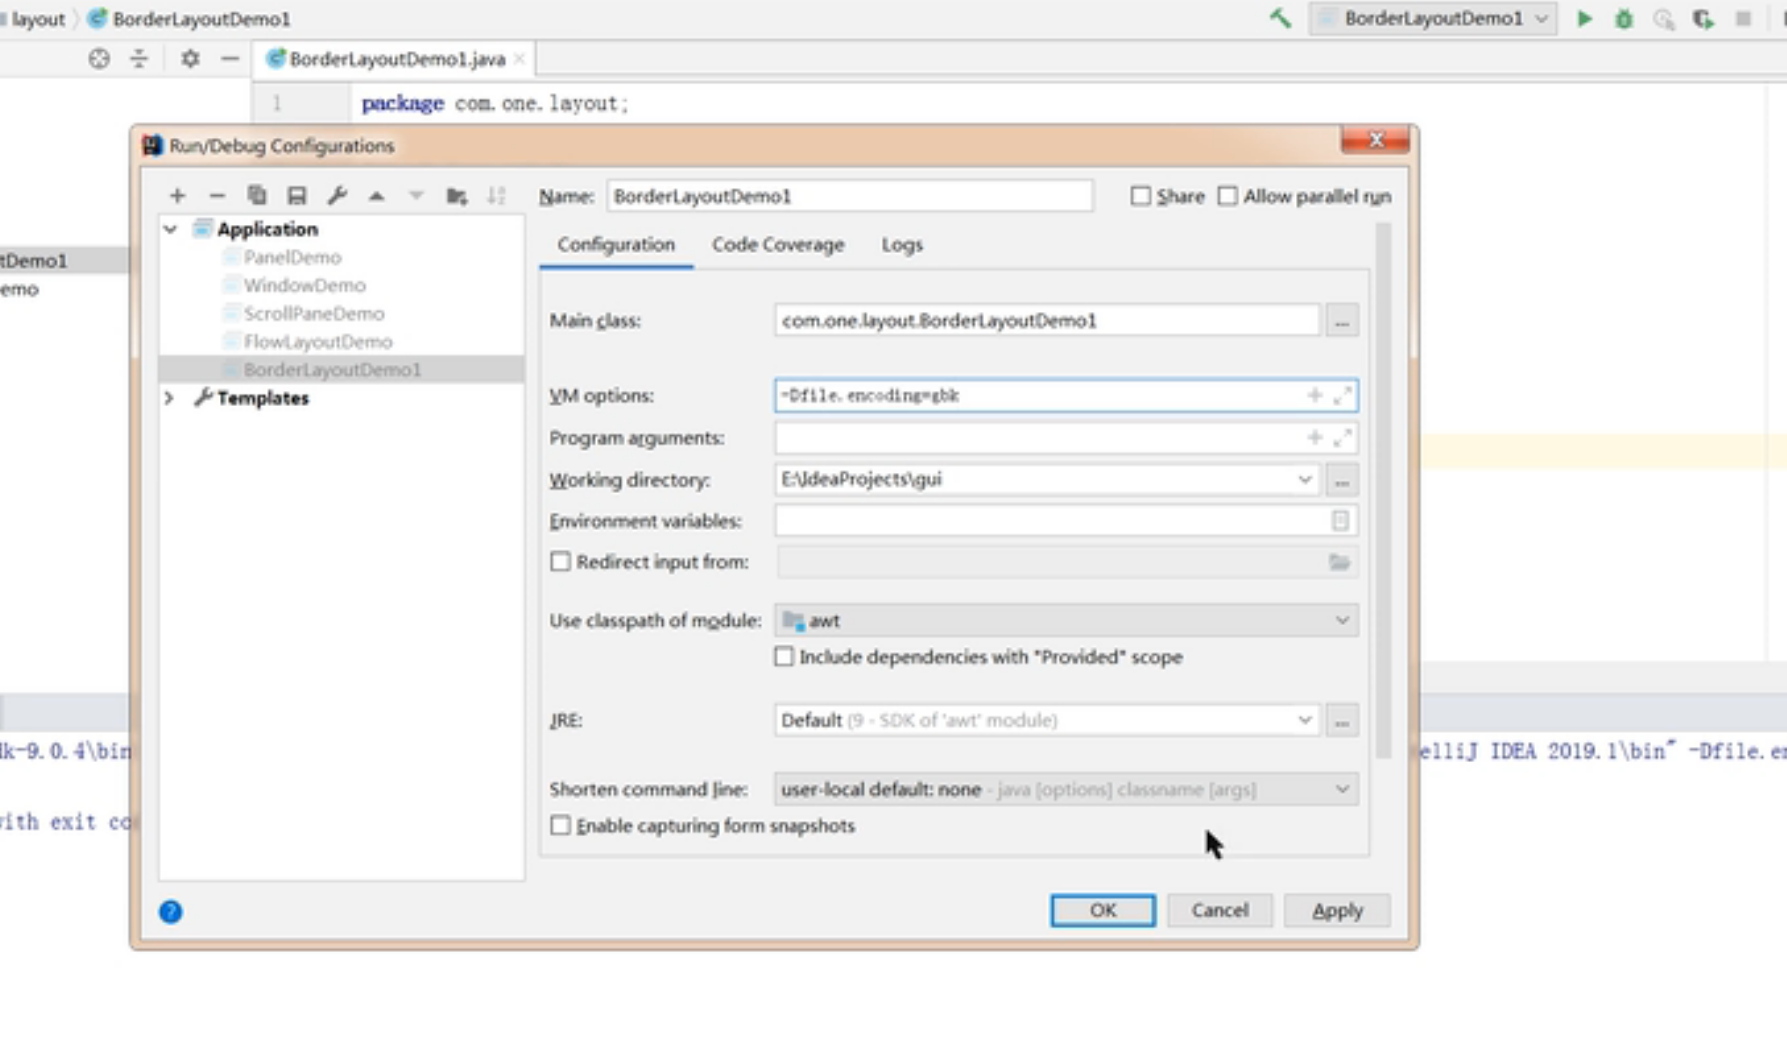 layout BorderLayoutDemo1 BorderLayoutDemo1
BorderLayoutDemo1.java
1 package com.one.layout;
Run/Debug Configurations
Name: BorderLayoutDemo1 Share Allow parallel run
Application
PanelDemo
WindowDemo
ScrollPaneDemo
FlowLayoutDemo
BorderLayoutDemo1
Templates
Configuration Code Coverage Logs
Main class: com.one.layout.BorderLayoutDemo1 ...
VM options: -Dfile.encoding=gbk
Program arguments:
Working directory: E:\IdeaProjects\gui ...
Environment variables:
Redirect input from:
Use classpath of module: awt
Include dependencies with "Provided" scope
JRE: Default (9 - SDK of 'awt' module) ...
Shorten command line: user-local default: none - java [options] classname [args]
Enable capturing form snapshots
? OK Cancel Apply
tDemo1
emo
dk-9.0.4\bin elliJ IDEA 2019.1\bin" -Dfile.en
with exit co